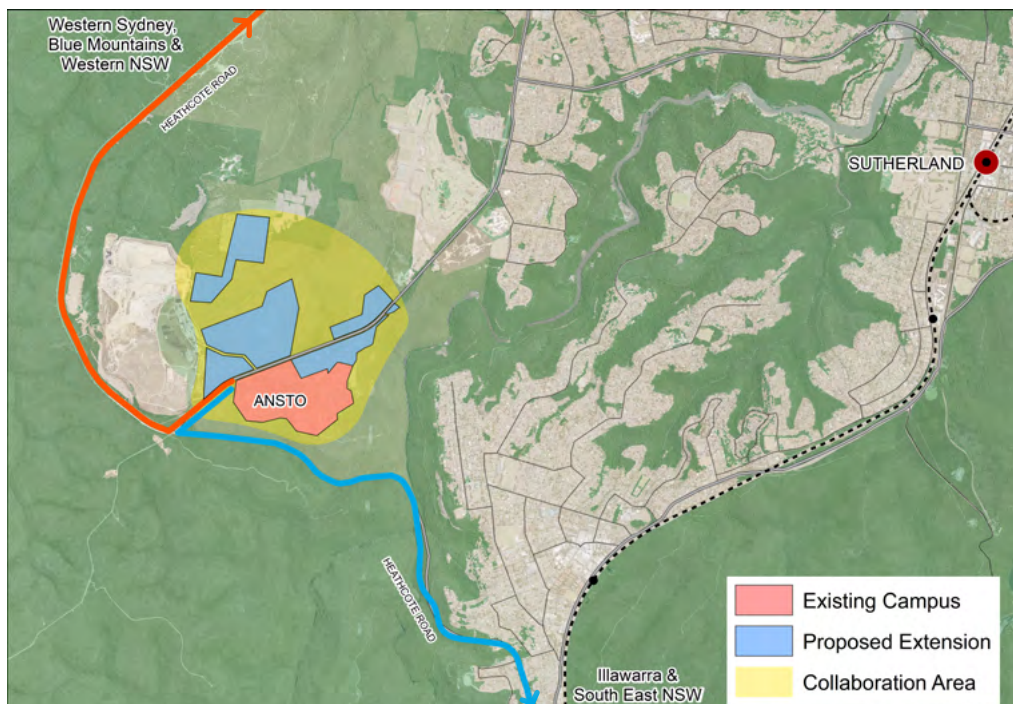 Western Sydney,
Blue Mountains &
Western NSW
HEATHCOTE ROAD
SUTHERLAND
ANSTO
HEATHCOTE ROAD
Illawarra &
South East NSW
Existing Campus
Proposed Extension
Collaboration Area